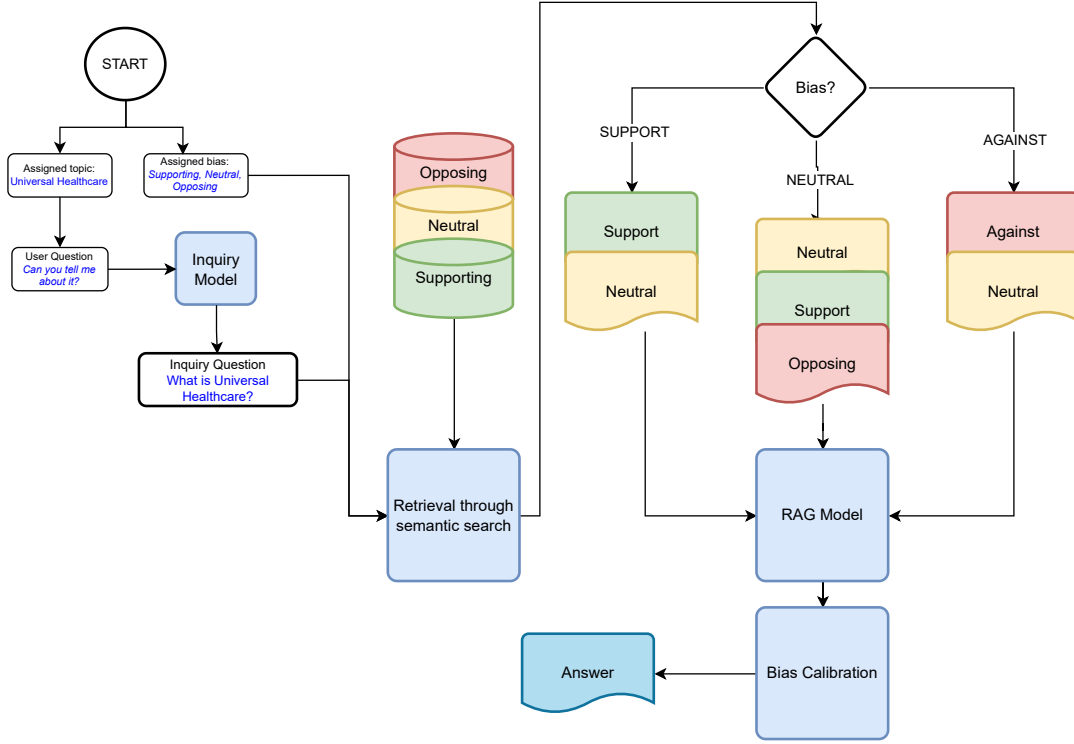 START
Assigned topic:
Universal Healthcare
Assigned bias:
Supporting, Neutral,
Opposing
User Question
Can you tell me
about it?
Inquiry
Model
Inquiry Question
What is Universal
Healthcare?
Opposing
Neutral
Supporting
Retrieval through
semantic search
Bias?
SUPPORT
NEUTRAL
AGAINST
Support
Neutral
Neutral
Support
Opposing
Against
Neutral
RAG Model
Bias Calibration
Answer